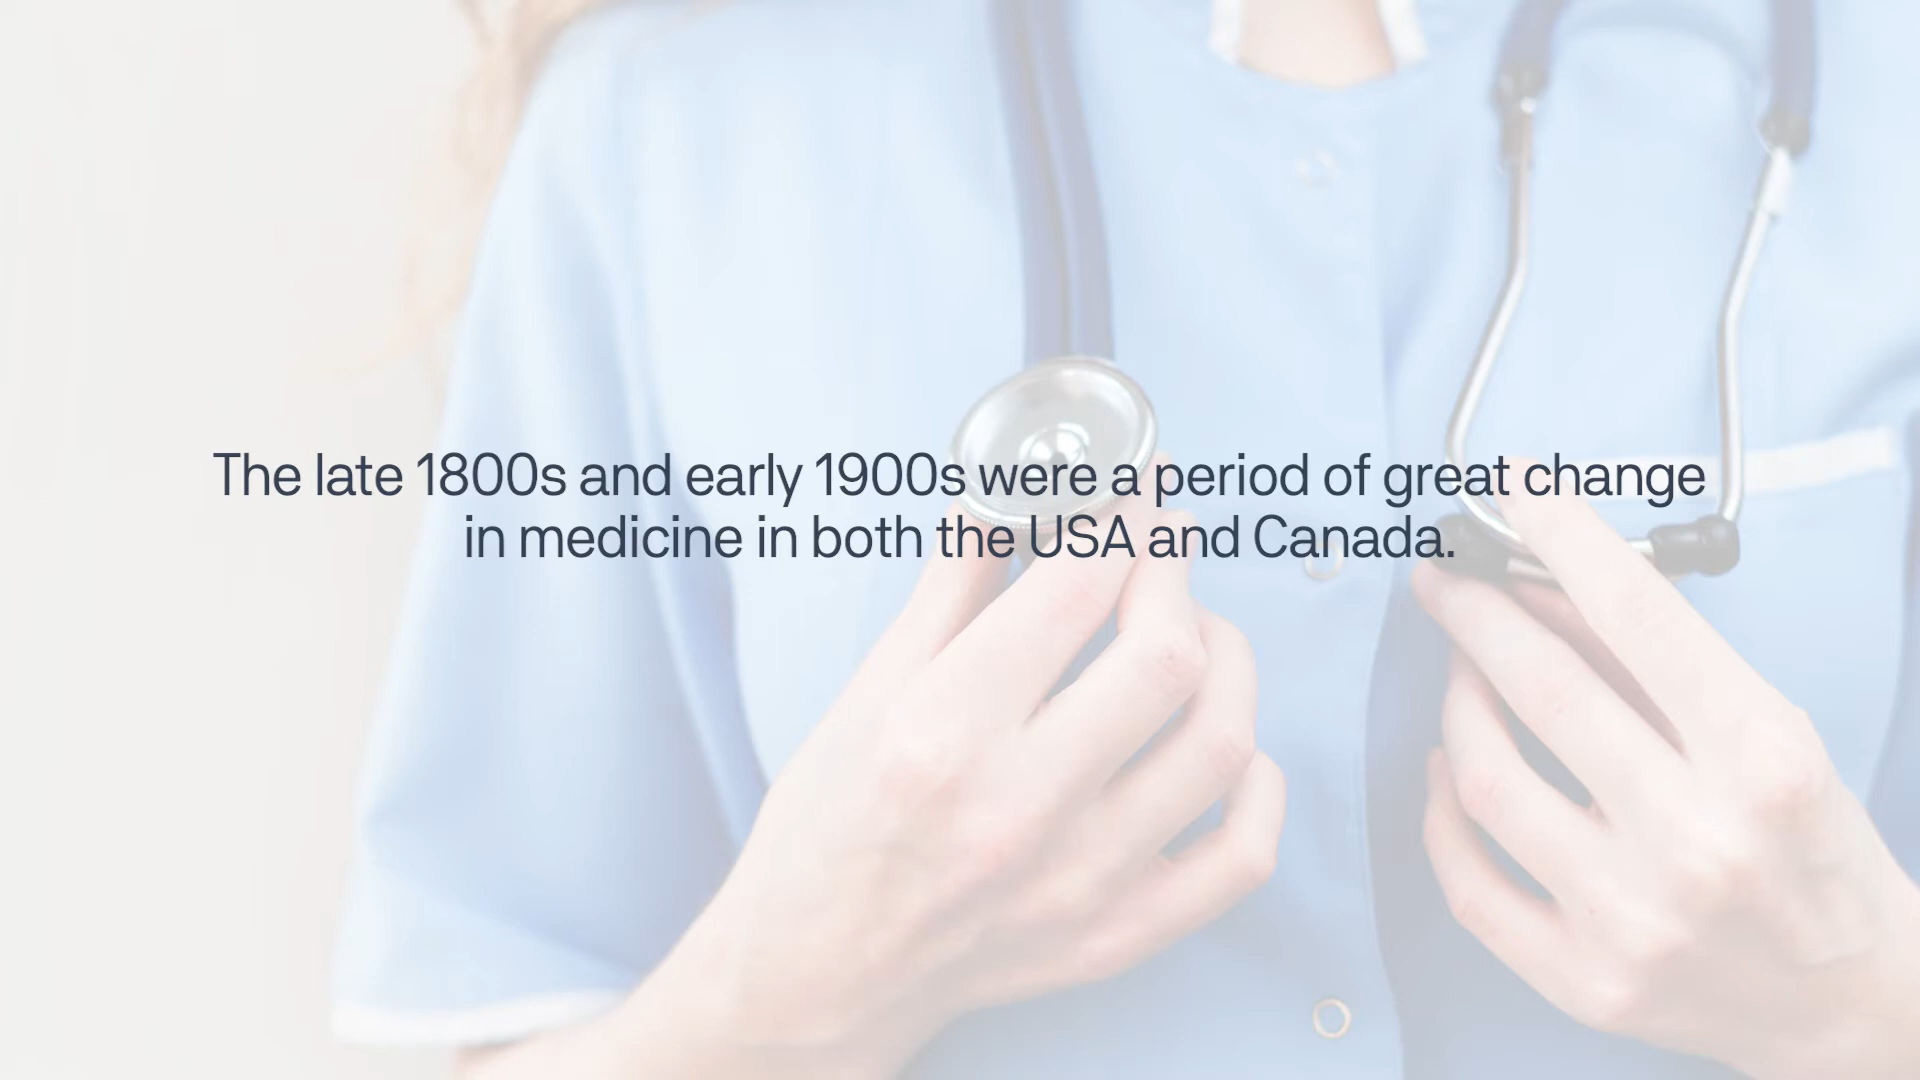 The late 1800s and early 1900s were a period of great change
in medicine in both the USA and Canada.